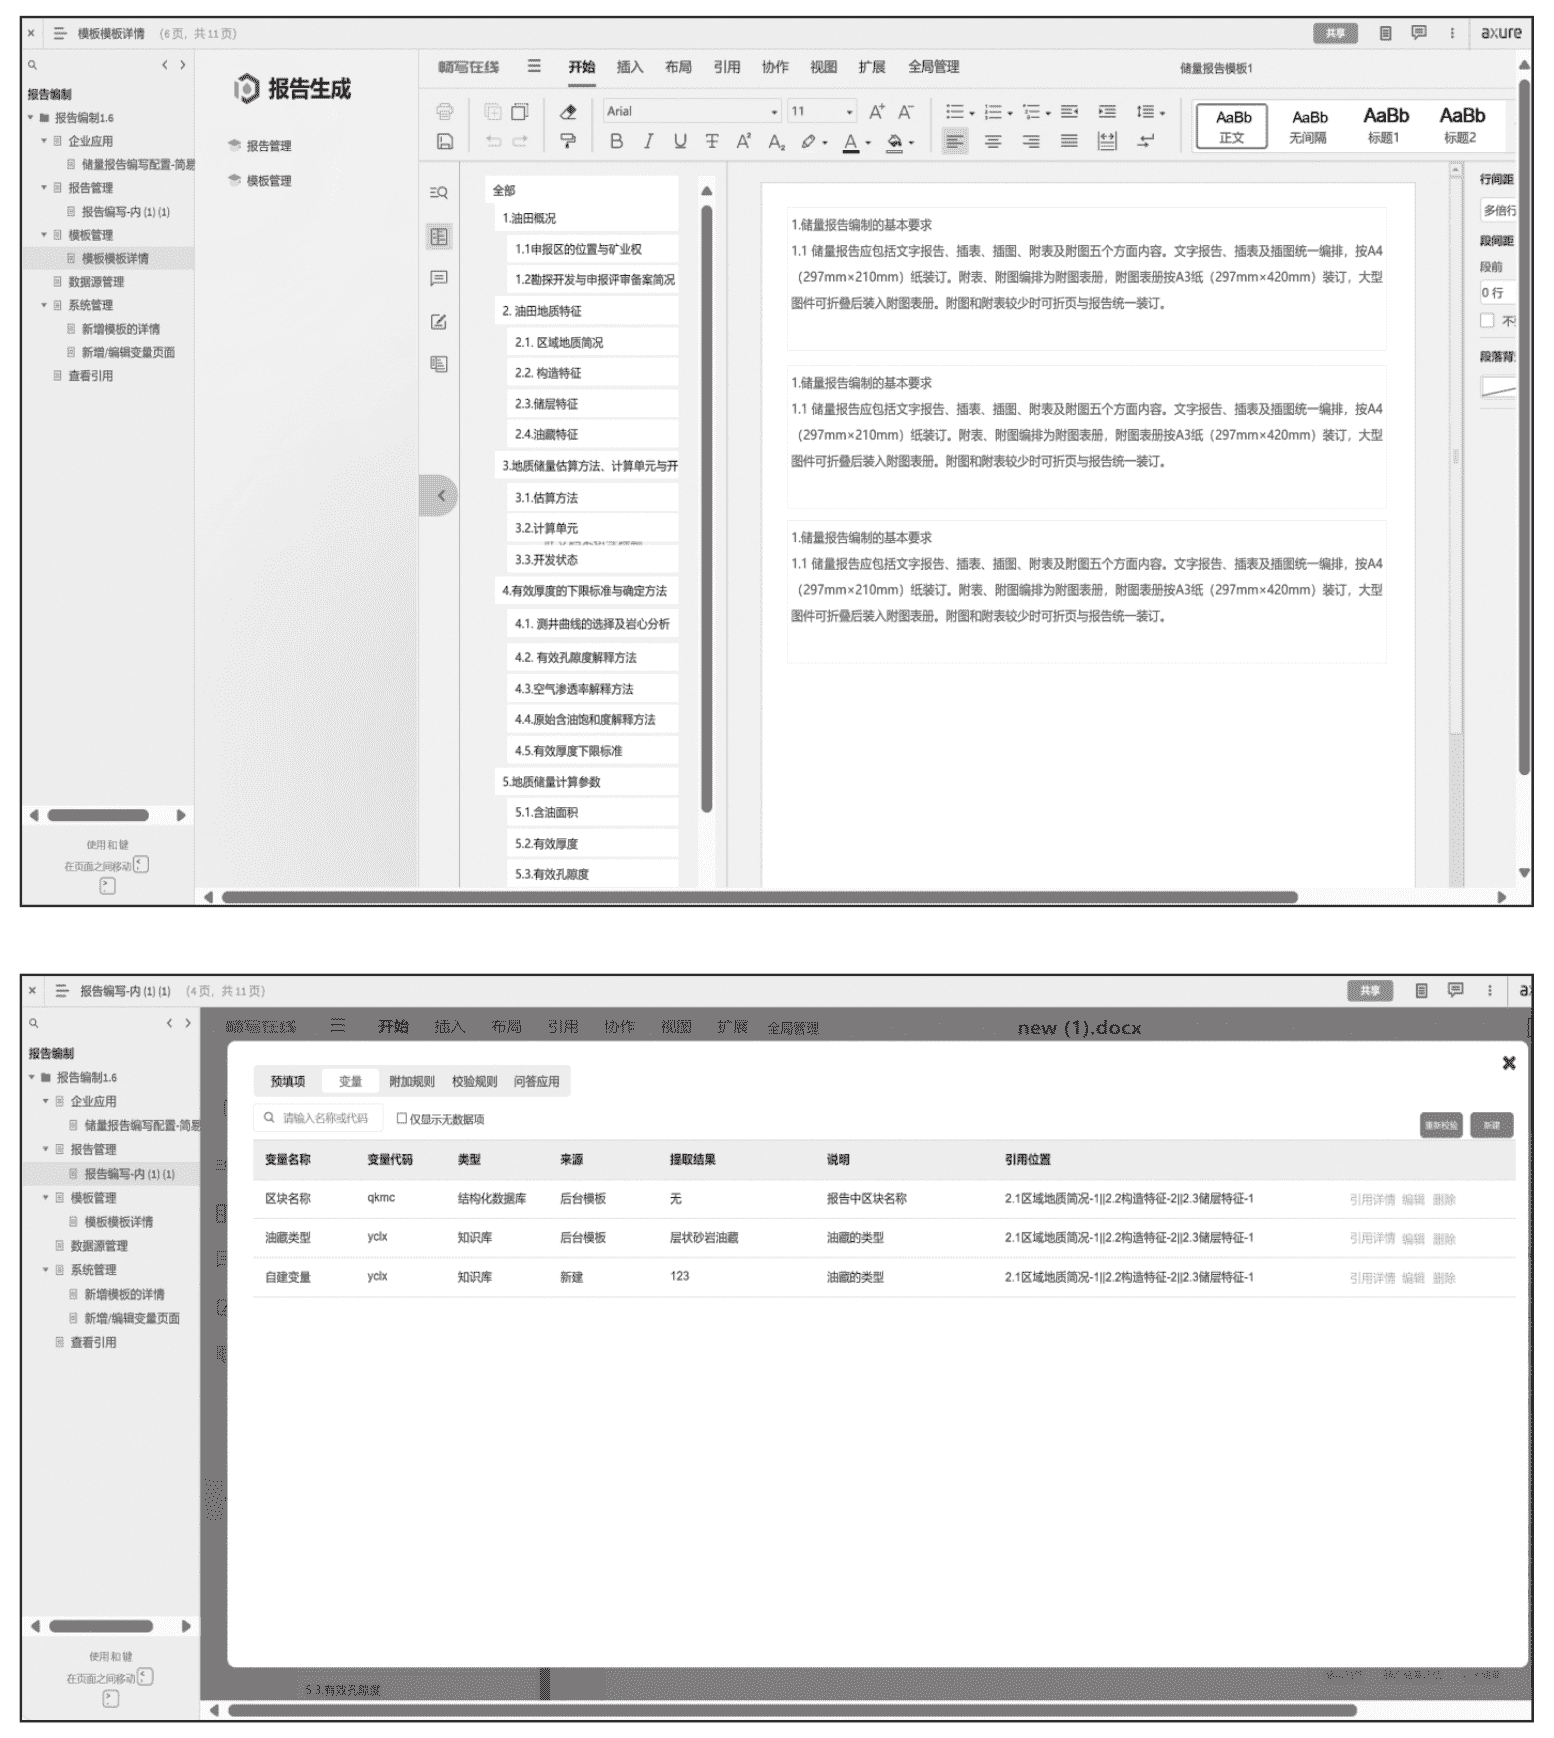 模板模板详情 (6页, 共11页)
共享
axure
报告编制
报告编制1.6
企业应用
储量报告编写配置-简易
报告管理
报告编写-内 (1) (1)
模板管理
模板模板详情
数据源管理
系统管理
新增模板的详情
新增/编辑变量页面
查看引用
使用 和 键
在页面之间移动
报告生成
报告管理
模板管理
畅写在线 开始 插入 布局 引用 协作 视图 扩展 全局管理 储量报告模板1
Arial 11
AaBb 正文
AaBb 无间隔
AaBb 标题1
AaBb 标题2
全部
1.油田概况
1.1申报区的位置与矿业权
1.2勘探开发与申报评审备案简况
2. 油田地质特征
2.1. 区域地质简况
2.2. 构造特征
2.3.储层特征
2.4.油藏特征
3.地质储量估算方法、计算单元与开
3.1.估算方法
3.2.计算单元
3.3.开发状态
4.有效厚度的下限标准与确定方法
4.1. 测井曲线的选择及岩心分析
4.2. 有效孔隙度解释方法
4.3.空气渗透率解释方法
4.4.原始含油饱和度解释方法
4.5.有效厚度下限标准
5.地质储量计算参数
5.1.含油面积
5.2.有效厚度
5.3.有效孔隙度
1.储量报告编制的基本要求
1.1 储量报告应包括文字报告、插表、插图、附表及附图五个方面内容。文字报告、插表及插图统一编排，按A4
（297mm×210mm）纸装订。附表、附图编排为附图表册，附图表册按A3纸（297mm×420mm）装订，大型
图件可折叠后装入附图表册。附图和附表较少时可折页与报告统一装订。
1.储量报告编制的基本要求
1.1 储量报告应包括文字报告、插表、插图、附表及附图五个方面内容。文字报告、插表及插图统一编排，按A4
（297mm×210mm）纸装订。附表、附图编排为附图表册，附图表册按A3纸（297mm×420mm）装订，大型
图件可折叠后装入附图表册。附图和附表较少时可折页与报告统一装订。
1.储量报告编制的基本要求
1.1 储量报告应包括文字报告、插表、插图、附表及附图五个方面内容。文字报告、插表及插图统一编排，按A4
（297mm×210mm）纸装订。附表、附图编排为附图表册，附图表册按A3纸（297mm×420mm）装订，大型
图件可折叠后装入附图表册。附图和附表较少时可折页与报告统一装订。
行间距
多倍行
段间距
段前
0 行
不
段落背
报告编写-内 (1) (1) (4页, 共11页)
共享
报告编制
报告编制1.6
企业应用
储量报告编写配置-简易
报告管理
报告编写-内 (1) (1)
模板管理
模板模板详情
数据源管理
系统管理
新增模板的详情
新增/编辑变量页面
查看引用
使用 和 键
在页面之间移动
畅写在线 开始 插入 布局 引用 协作 视图 扩展 全局管理 new (1).docx
预填项 变量 附加规则 校验规则 问答应用
请输入名称或代码 仅显示无数据项 重新校验 新建
变量名称 变量代码 类型 来源 提取结果 说明 引用位置
区块名称 qkmc 结构化数据库 后台模板 无 报告中区块名称 2.1区域地质简况-1||2.2构造特征-2||2.3储层特征-1 引用详情 编辑 删除
油藏类型 yclx 知识库 后台模板 层状砂岩油藏 油藏的类型 2.1区域地质简况-1||2.2构造特征-2||2.3储层特征-1 引用详情 编辑 删除
自建变量 yclx 知识库 新建 123 油藏的类型 2.1区域地质简况-1||2.2构造特征-2||2.3储层特征-1 引用详情 编辑 删除
5.3.有效孔隙度